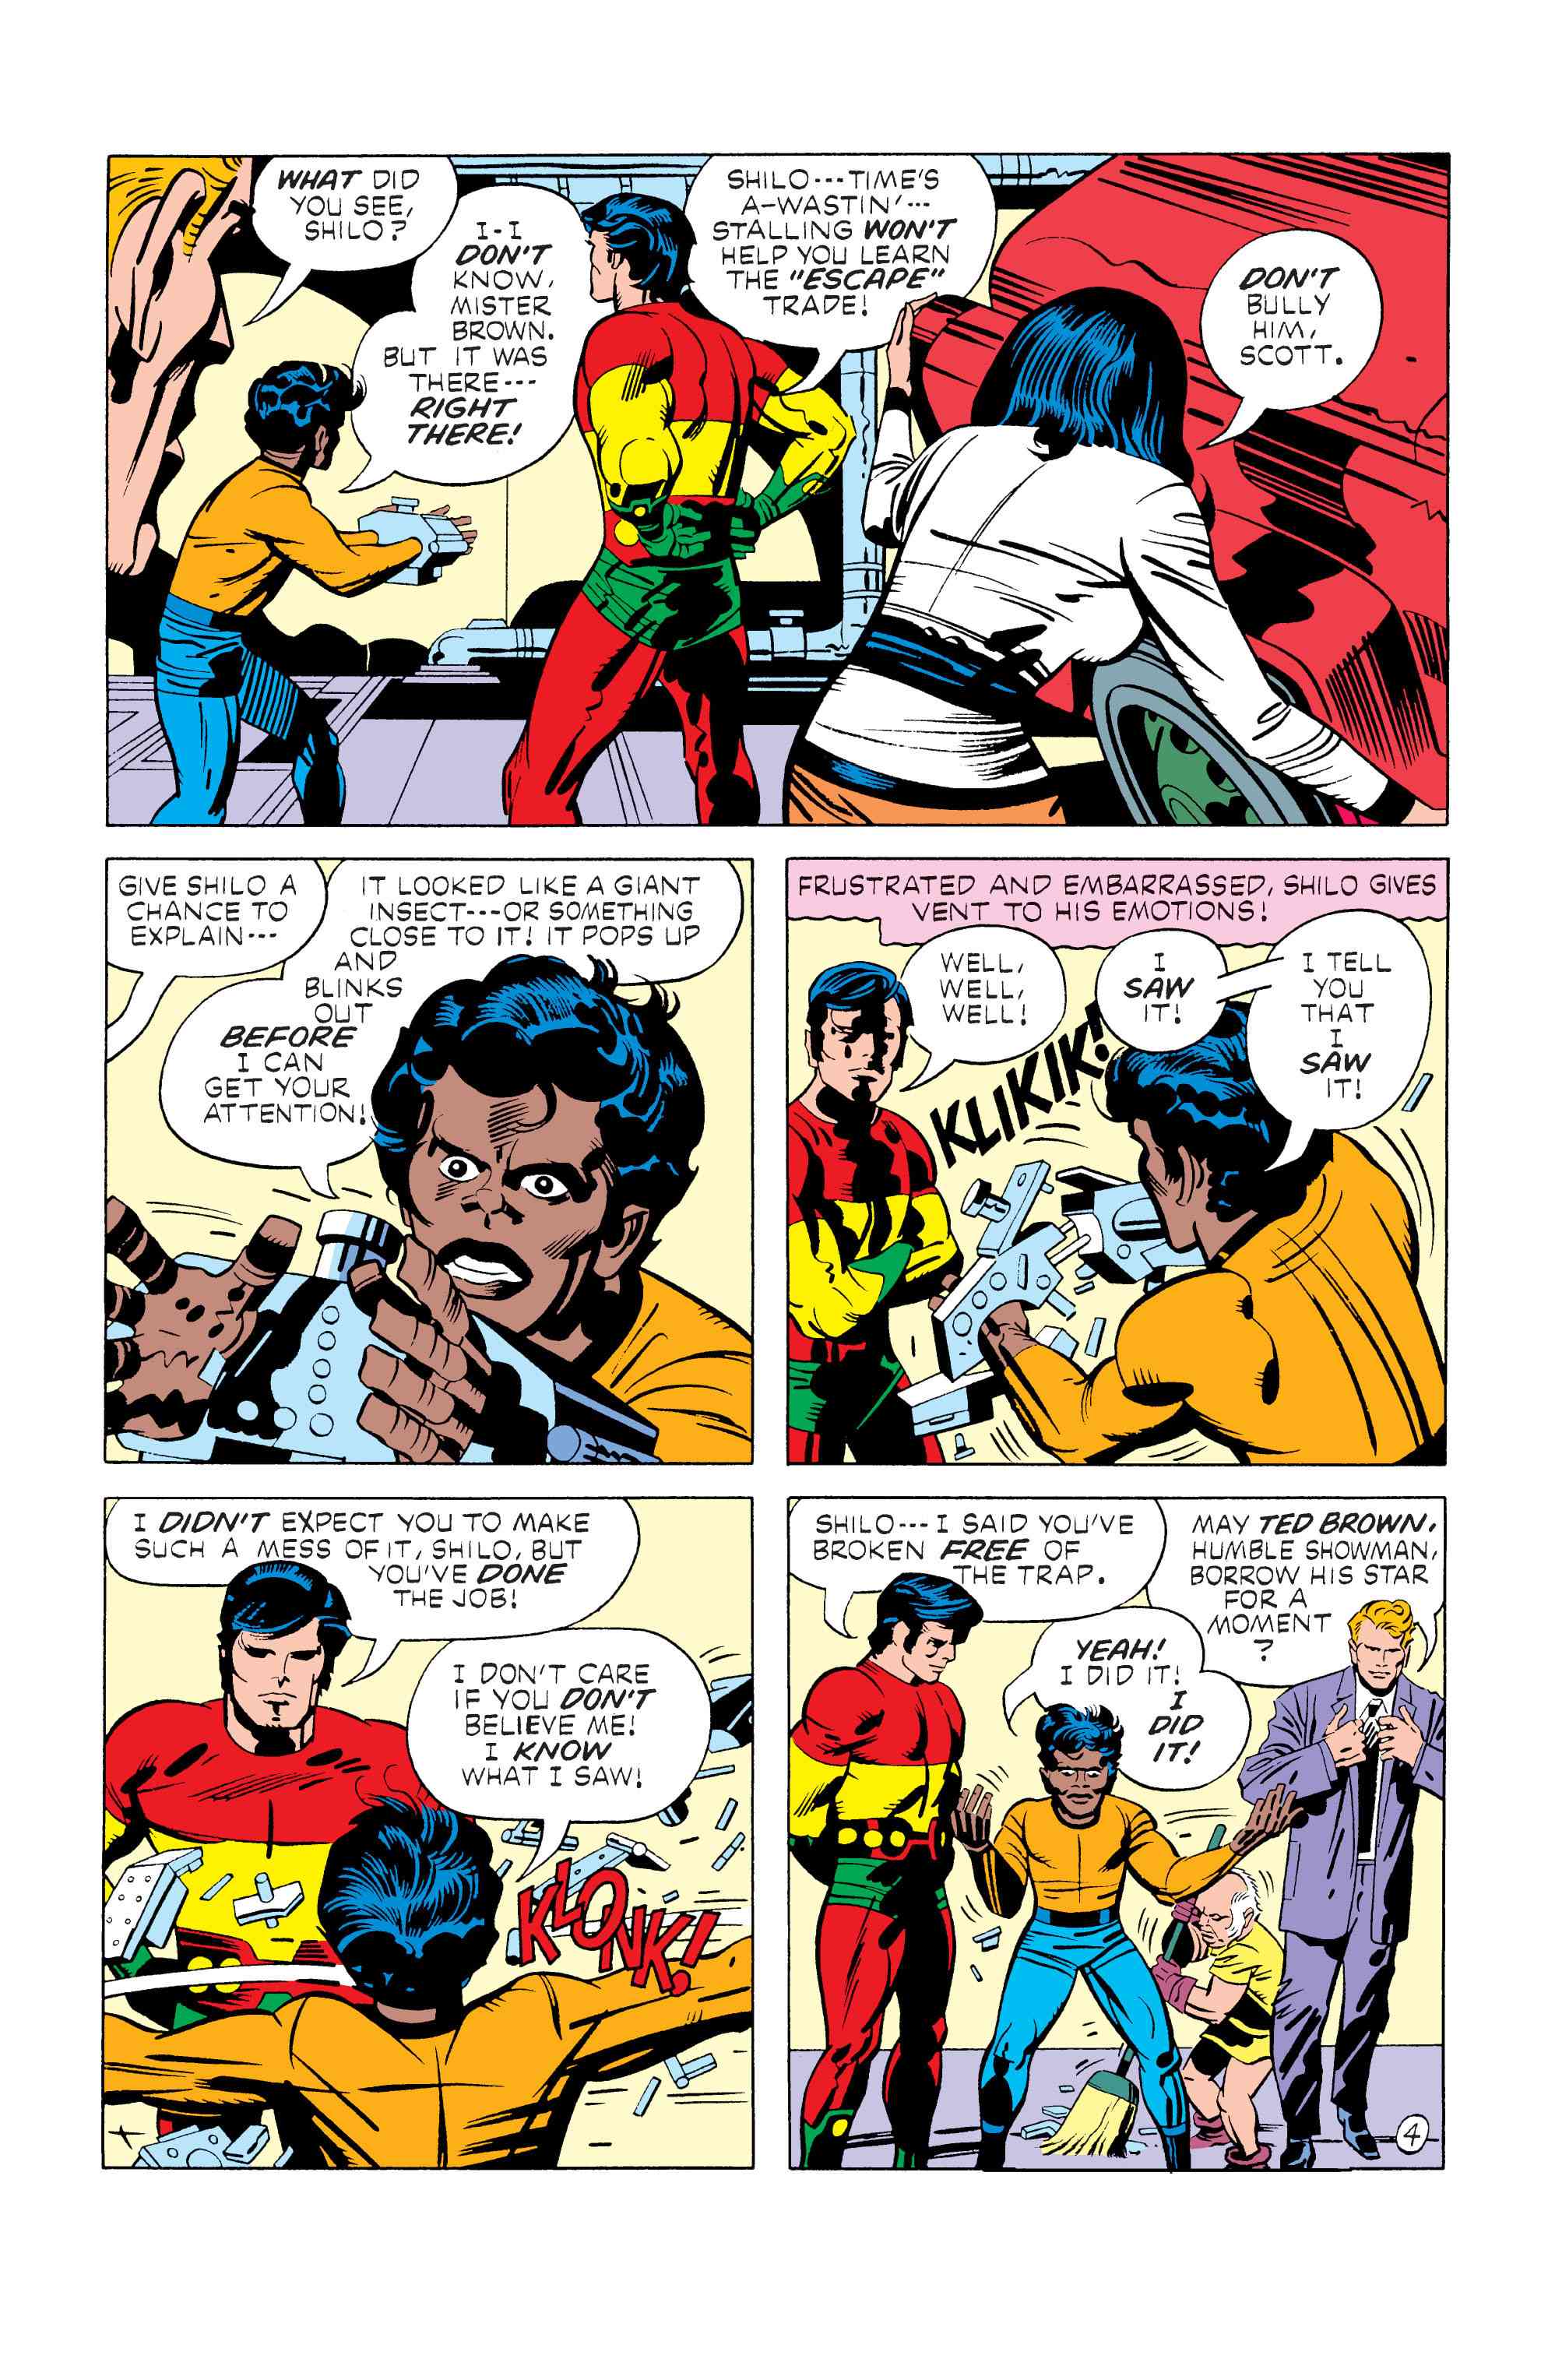 WHAT DID
YOU SEE,
SHILO?
I-I
DON'T
KNOW,
MISTER
BROWN.
BUT IT WAS
THERE---
RIGHT
THERE!
SHILO---TIME'S
A-WASTIN'---
STALLING WON'T
HELP YOU LEARN
THE "ESCAPE"
TRADE!
DON'T
BULLY
HIM,
SCOTT.
GIVE SHILO A
CHANCE TO
EXPLAIN---
IT LOOKED LIKE A GIANT
INSECT---OR SOMETHING
CLOSE TO IT! IT POPS UP
AND
BLINKS
OUT
BEFORE
I CAN
GET YOUR
ATTENTION!
FRUSTRATED AND EMBARRASSED, SHILO GIVES
VENT TO HIS EMOTIONS!
WELL,
WELL,
WELL!
KLIKIK!
I
SAW
IT!
I TELL
YOU
THAT
I
SAW
IT!
I DIDN'T EXPECT YOU TO MAKE
SUCH A MESS OF IT, SHILO, BUT
YOU'VE DONE
THE JOB!
I DON'T CARE
IF YOU DON'T
BELIEVE ME!
I KNOW
WHAT I SAW!
KLONK!
SHILO---I SAID YOU'VE
BROKEN FREE OF
THE TRAP.
YEAH!
I DID IT!
I
DID
IT!
MAY TED BROWN,
HUMBLE SHOWMAN,
BORROW HIS STAR
FOR A
MOMENT
?
4